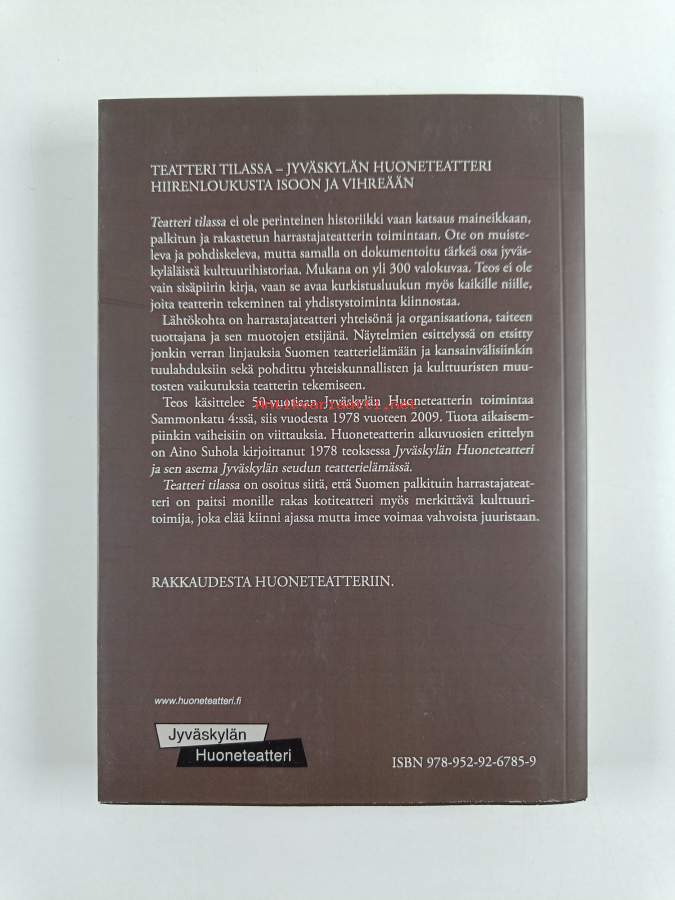 TEATTERI TILASSA – JYVÄSKYLÄN HUONETEATTERI
HIIRENLOUKUSTA ISOON JA VIHREÄÄN
Teatteri tilassa ei ole perinteinen historiikki vaan katsaus maineikkaan,
palkitun ja rakastetun harrastajateatterin toimintaan. Ote on muiste-
leva ja pohdiskeleva, mutta samalla on dokumentoitu tärkeä osa jyväs-
kyläläistä kulttuurihistoriaa. Mukana on yli 300 valokuvaa. Teos ei ole
vain sisäpiirin kirja, vaan se avaa kurkistusluukun myös kaikille niille,
joita teatterin tekeminen tai yhdistystoiminta kiinnostaa.
Lähtökohta on harrastajateatteri yhteisönä ja organisaationa, taiteen
tuottajana ja sen muotojen etsijänä. Näytelmien esittelyssä on etsitty
jonkin verran linjauksia Suomen teatterielämään ja kansainvälisiinkin
tuulahduksiin sekä pohdittu yhteiskunnallisten ja kulttuuristen muu-
tosten vaikutuksia teatterin tekemiseen.
Teos käsittelee 50-vuotiaan Jyväskylän Huoneteatterin toimintaa
Sammonkatu 4:ssä, siis vuodesta 1978 vuoteen 2009. Tuota aikaisem-
piinkin vaiheisiin on viittauksia. Huoneteatterin alkuvuosien erittelyn
on Aino Suhola kirjoittanut 1978 teoksessa Jyväskylän Huoneteatteri
ja sen asema Jyväskylän seudun teatterielämässä.
Teatteri tilassa on osoitus siitä, että Suomen palkituin harrastajateat-
teri on paitsi monille rakas kotiteatteri myös merkittävä kulttuuri-
toimija, joka elää kiinni ajassa mutta imee voimaa vahvoista juuristaan.
RAKKAUDESTA HUONETEATTERIIN.
www.huoneteatteri.fi
Jyväskylän
Huoneteatteri
ISBN 978-952-92-6785-9